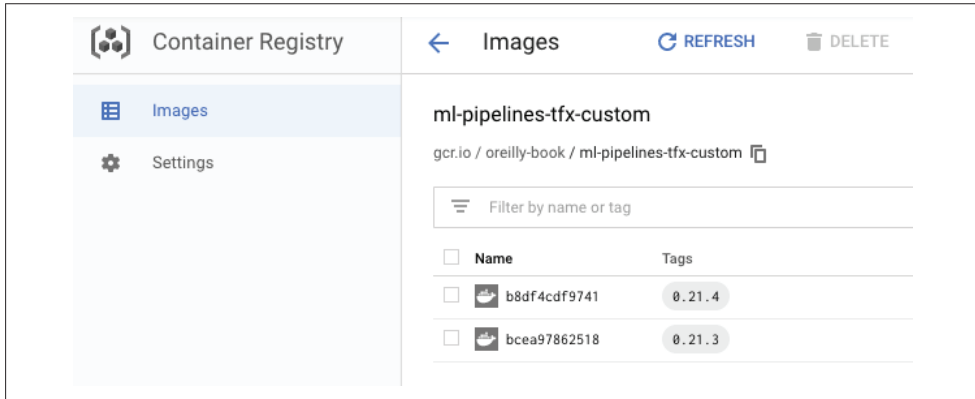 Container Registry
Images
REFRESH
DELETE
Images
Settings
ml-pipelines-tfx-custom
gcr.io / oreilly-book / ml-pipelines-tfx-custom
Filter by name or tag
Name Tags
b8df4cdf9741 0.21.4
bcea97862518 0.21.3